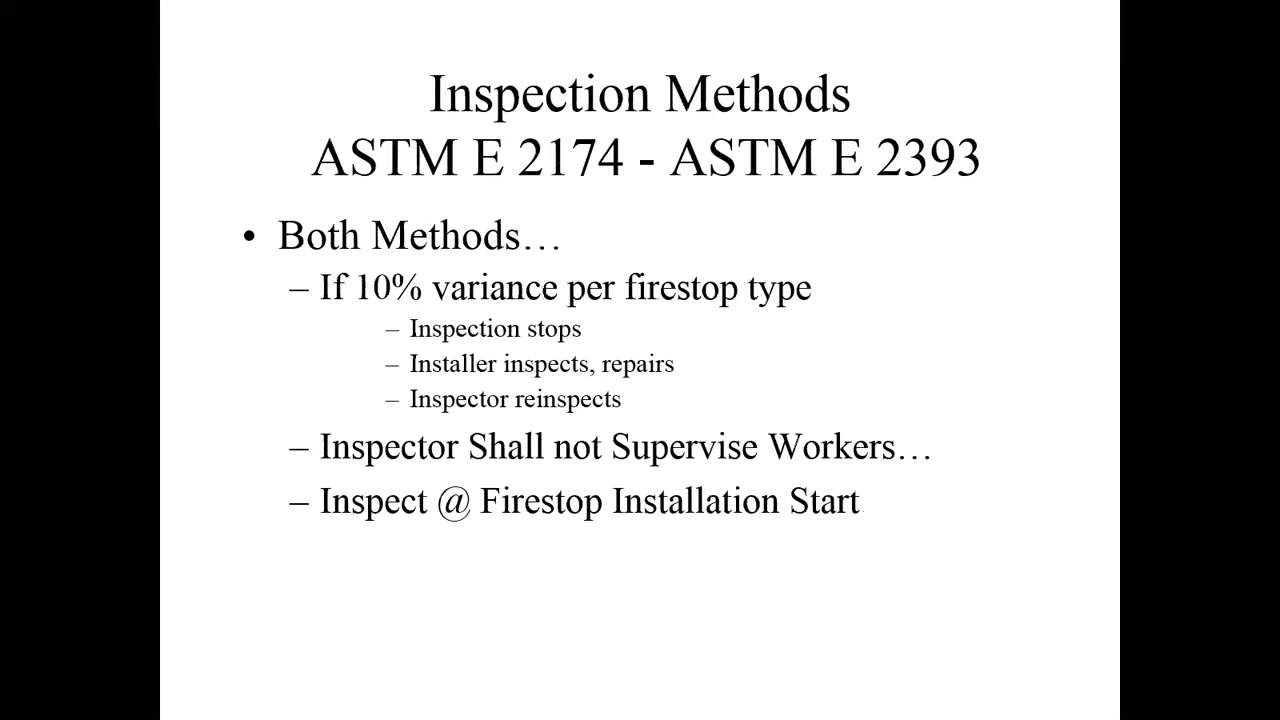 Inspection Methods
ASTM E 2174 - ASTM E 2393
• Both Methods…
– If 10% variance per firestop type
– Inspection stops
– Installer inspects, repairs
– Inspector reinspects
– Inspector Shall not Supervise Workers…
– Inspect @ Firestop Installation Start